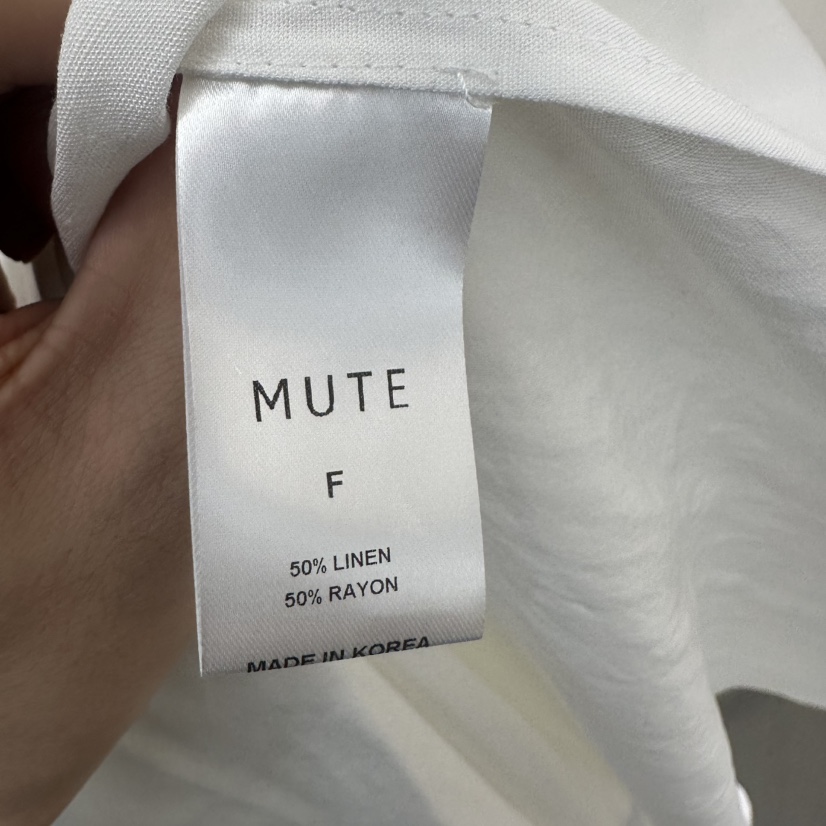 MUTE
F
50% LINEN
50% RAYON
MADE IN KOREA